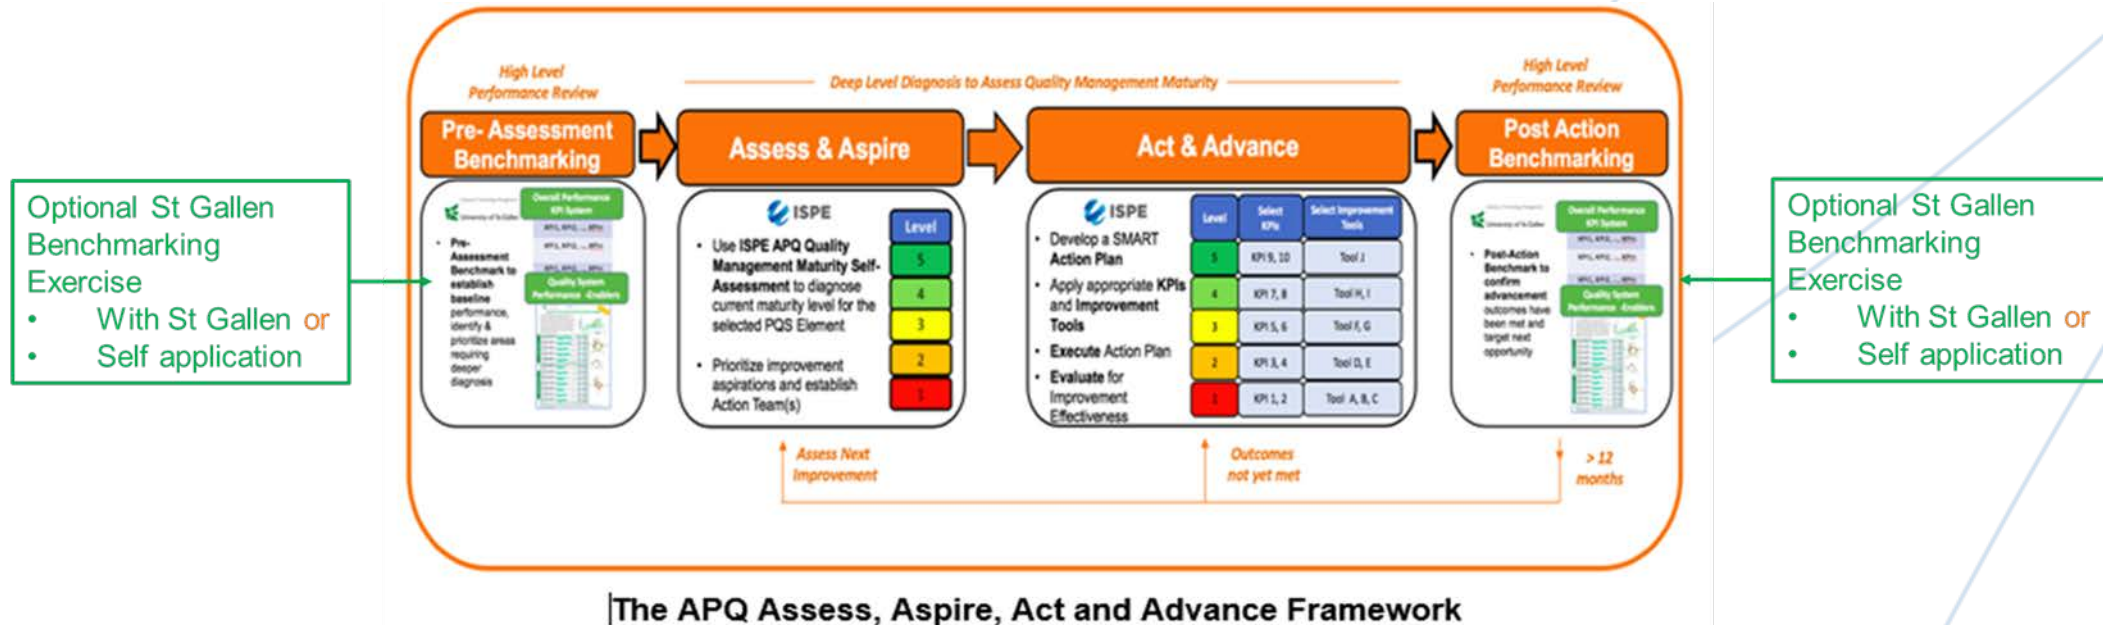 High Level
Performance Review
Deep Level Diagnosis to Assess Quality Management Maturity
High Level
Performance Review
Pre- Assessment
Benchmarking
Assess & Aspire
Act & Advance
Post Action
Benchmarking
Optional St Gallen
Benchmarking
Exercise
• With St Gallen or
• Self application
University of St.Gallen
Overall Performance
KPI System
• Pre-
Assessment
Benchmark to
establish
baseline
performance,
identify &
prioritize areas
requiring
deeper
diagnosis
Quality System
Performance -Enablers
ISPE
• Use ISPE APQ Quality
Management Maturity Self-
Assessment to diagnose
current maturity level for the
selected PQS Element
• Prioritize improvement
aspirations and establish
Action Team(s)
Level
5
4
3
2
1
ISPE
• Develop a SMART
Action Plan
• Apply appropriate KPIs
and Improvement
Tools
• Execute Action Plan
• Evaluate for
Improvement
Effectiveness
Level Select KPIs Select Improvement Tools
5 KPI 9, 10 Tool J
4 KPI 7, 8 Tool H, I
3 KPI 5, 6 Tool F, G
2 KPI 3, 4 Tool D, E
1 KPI 1, 2 Tool A, B, C
University of St.Gallen
Overall Performance
KPI System
• Post-Action
Benchmark to
confirm
advancement
outcomes have
been met and
target next
opportunity
Quality System
Performance -Enablers
Optional St Gallen
Benchmarking
Exercise
• With St Gallen or
• Self application
Assess Next
Improvement
Outcomes
not yet met
> 12
months
The APQ Assess, Aspire, Act and Advance Framework